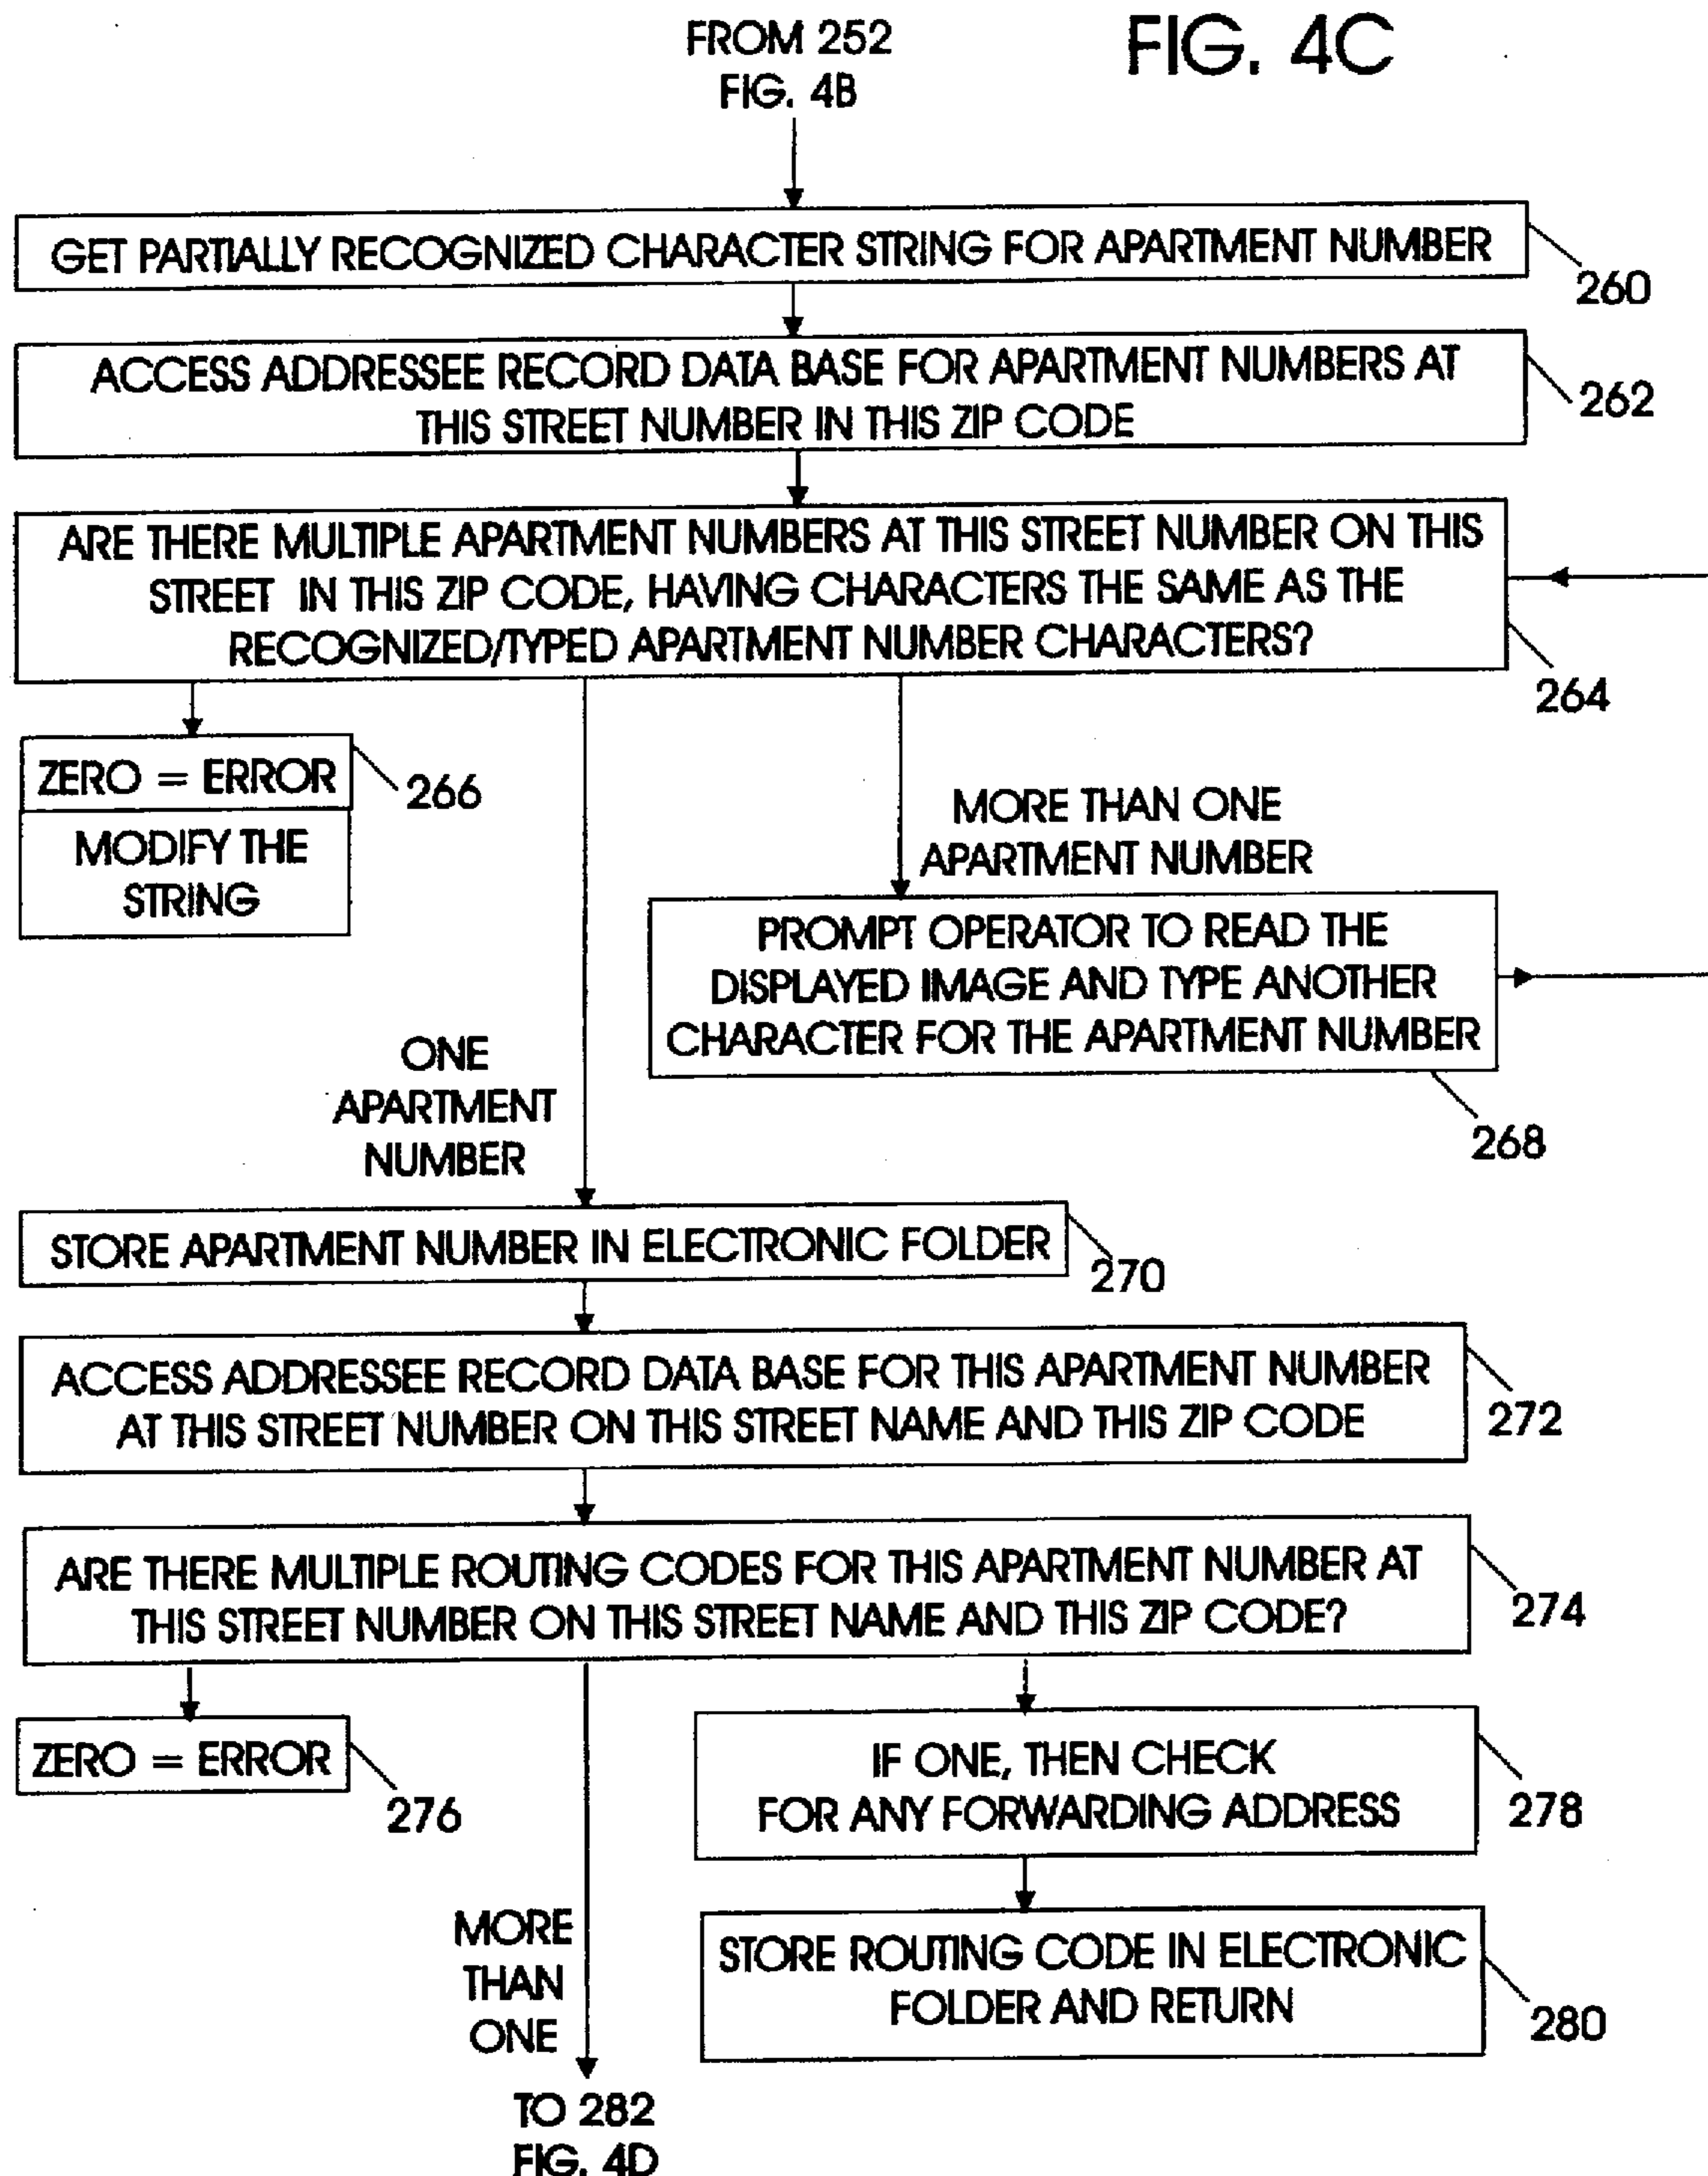 FROM 252
FIG. 4B
FIG. 4C
GET PARTIALLY RECOGNIZED CHARACTER STRING FOR APARTMENT NUMBER
260
ACCESS ADDRESSEE RECORD DATA BASE FOR APARTMENT NUMBERS AT
THIS STREET NUMBER IN THIS ZIP CODE
262
ARE THERE MULTIPLE APARTMENT NUMBERS AT THIS STREET NUMBER ON THIS
STREET IN THIS ZIP CODE, HAVING CHARACTERS THE SAME AS THE
RECOGNIZED/TYPED APARTMENT NUMBER CHARACTERS?
264
ZERO = ERROR
266
MODIFY THE
STRING
MORE THAN ONE
APARTMENT NUMBER
PROMPT OPERATOR TO READ THE
DISPLAYED IMAGE AND TYPE ANOTHER
CHARACTER FOR THE APARTMENT NUMBER
268
ONE
APARTMENT
NUMBER
STORE APARTMENT NUMBER IN ELECTRONIC FOLDER
270
ACCESS ADDRESSEE RECORD DATA BASE FOR THIS APARTMENT NUMBER
AT THIS STREET NUMBER ON THIS STREET NAME AND THIS ZIP CODE
272
ARE THERE MULTIPLE ROUTING CODES FOR THIS APARTMENT NUMBER AT
THIS STREET NUMBER ON THIS STREET NAME AND THIS ZIP CODE?
274
ZERO = ERROR
276
IF ONE, THEN CHECK
FOR ANY FORWARDING ADDRESS
278
STORE ROUTING CODE IN ELECTRONIC
FOLDER AND RETURN
280
MORE
THAN
ONE
TO 282
FIG. 4D